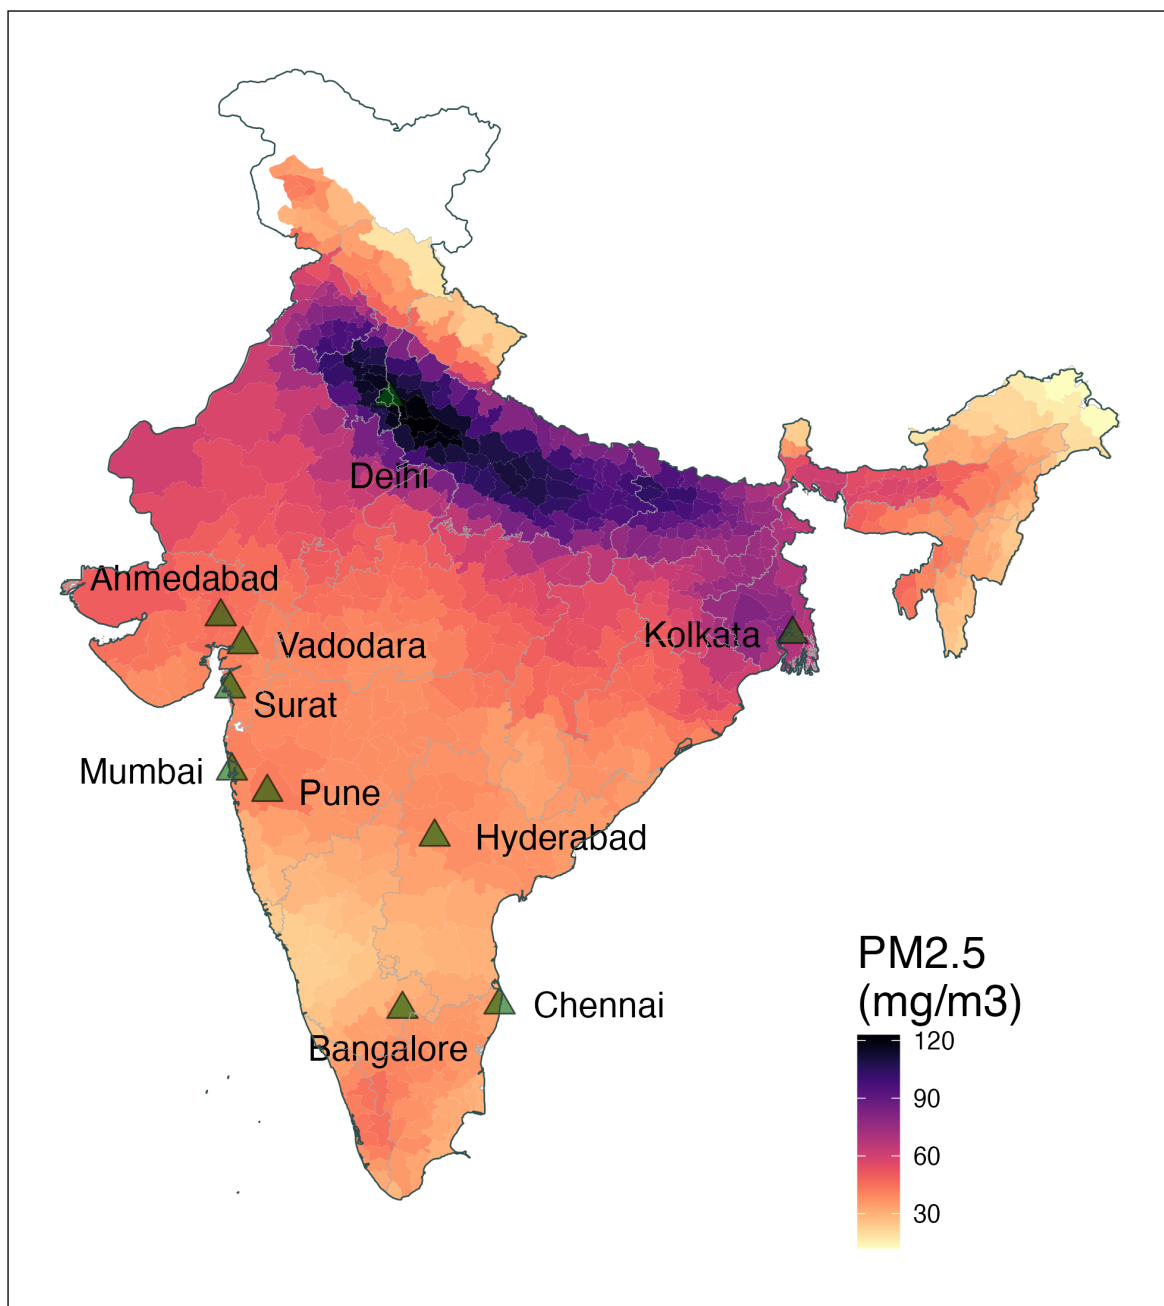 Delhi
Ahmedabad
Vadodara
Kolkata
Surat
Mumbai
Pune
Hyderabad
Chennai
Bangalore
PM2.5
(mg/m3)
120
90
60
30